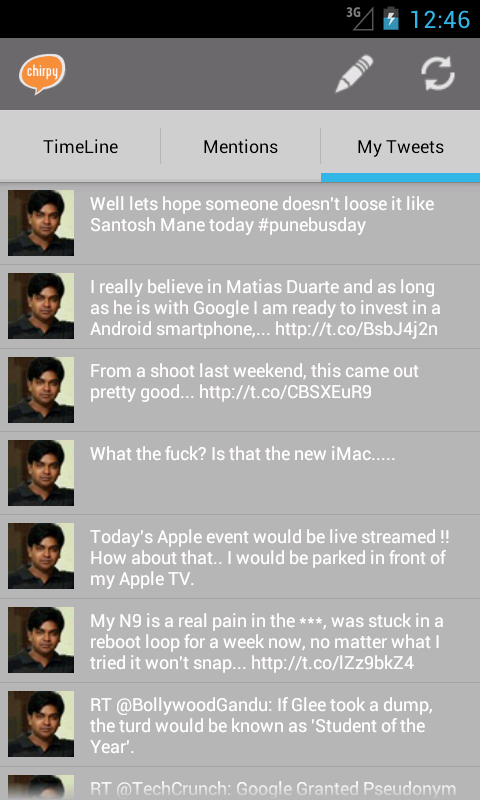 3G 12:46
chirpy
TimeLine Mentions My Tweets
Well lets hope someone doesn't loose it like
Santosh Mane today #punebusday
I really believe in Matias Duarte and as long
as he is with Google I am ready to invest in a
Android smartphone,... http://t.co/BsbJ4j2n
From a shoot last weekend, this came out
pretty good... http://t.co/CBSXEuR9
What the fuck? Is that the new iMac.....
Today's Apple event would be live streamed !!
How about that.. I would be parked in front of
my Apple TV.
My N9 is a real pain in the ***, was stuck in a
reboot loop for a week now, no matter what I
tried it won't snap... http://t.co/lZz9bkZ4
RT @BollywoodGandu: If Glee took a dump,
the turd would be known as 'Student of the
Year'.
RT @TechCrunch: Google Granted Pseudonym